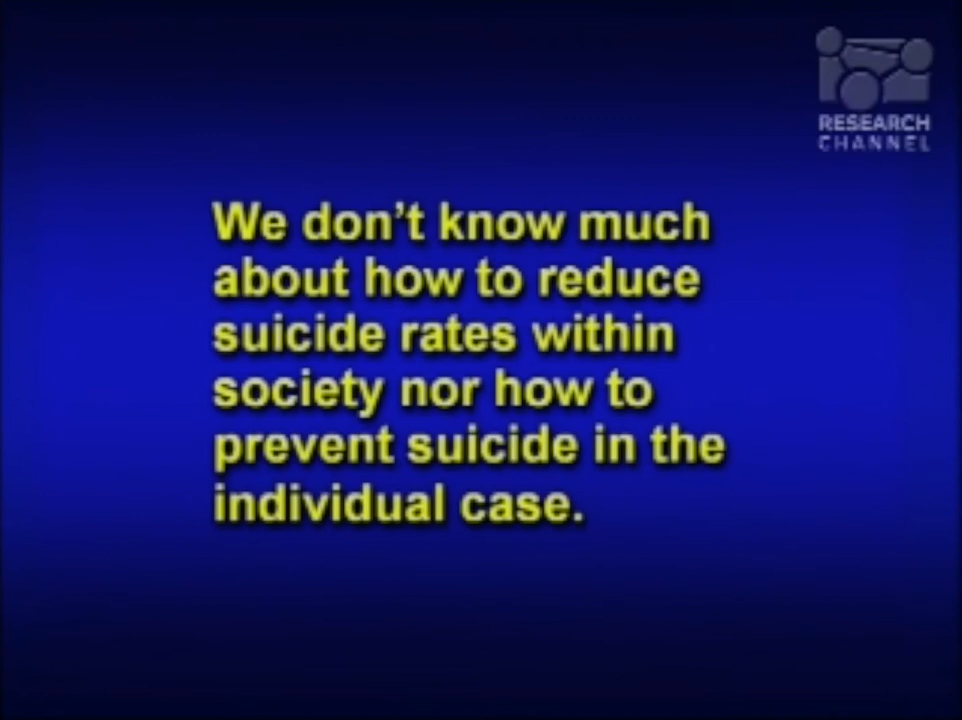 RESEARCH
CHANNEL
We don't know much
about how to reduce
suicide rates within
society nor how to
prevent suicide in the
individual case.